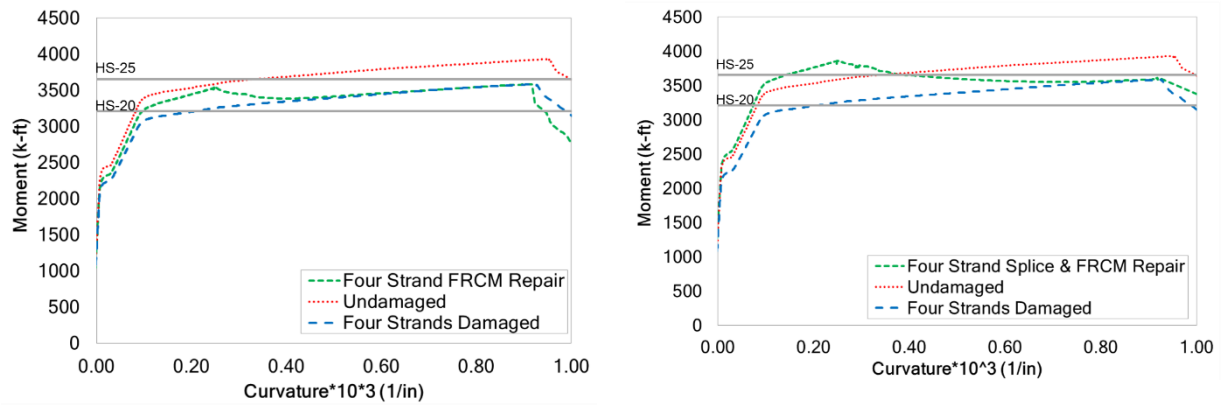 4500
4000
3500
3000
2500
2000
1500
1000
500
0
Moment (k-ft)
HS-25
HS-20
Four Strand FRCM Repair
Undamaged
Four Strands Damaged
0.00 0.20 0.40 0.60 0.80 1.00
Curvature*10*3 (1/in)
4500
4000
3500
3000
2500
2000
1500
1000
500
0
Moment (k-ft)
HS-25
HS-20
Four Strand Splice & FRCM Repair
Undamaged
Four Strands Damaged
0.00 0.20 0.40 0.60 0.80 1.00
Curvature*10^3 (1/in)